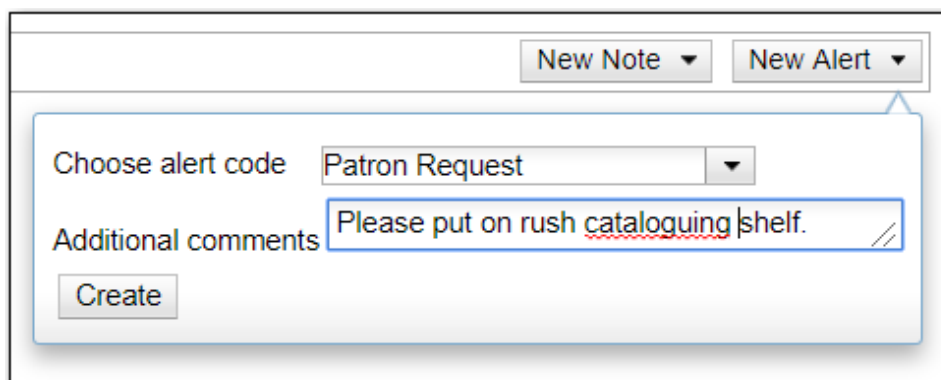 New Note New Alert
Choose alert code Patron Request
Additional comments Please put on rush cataloguing shelf.
Create